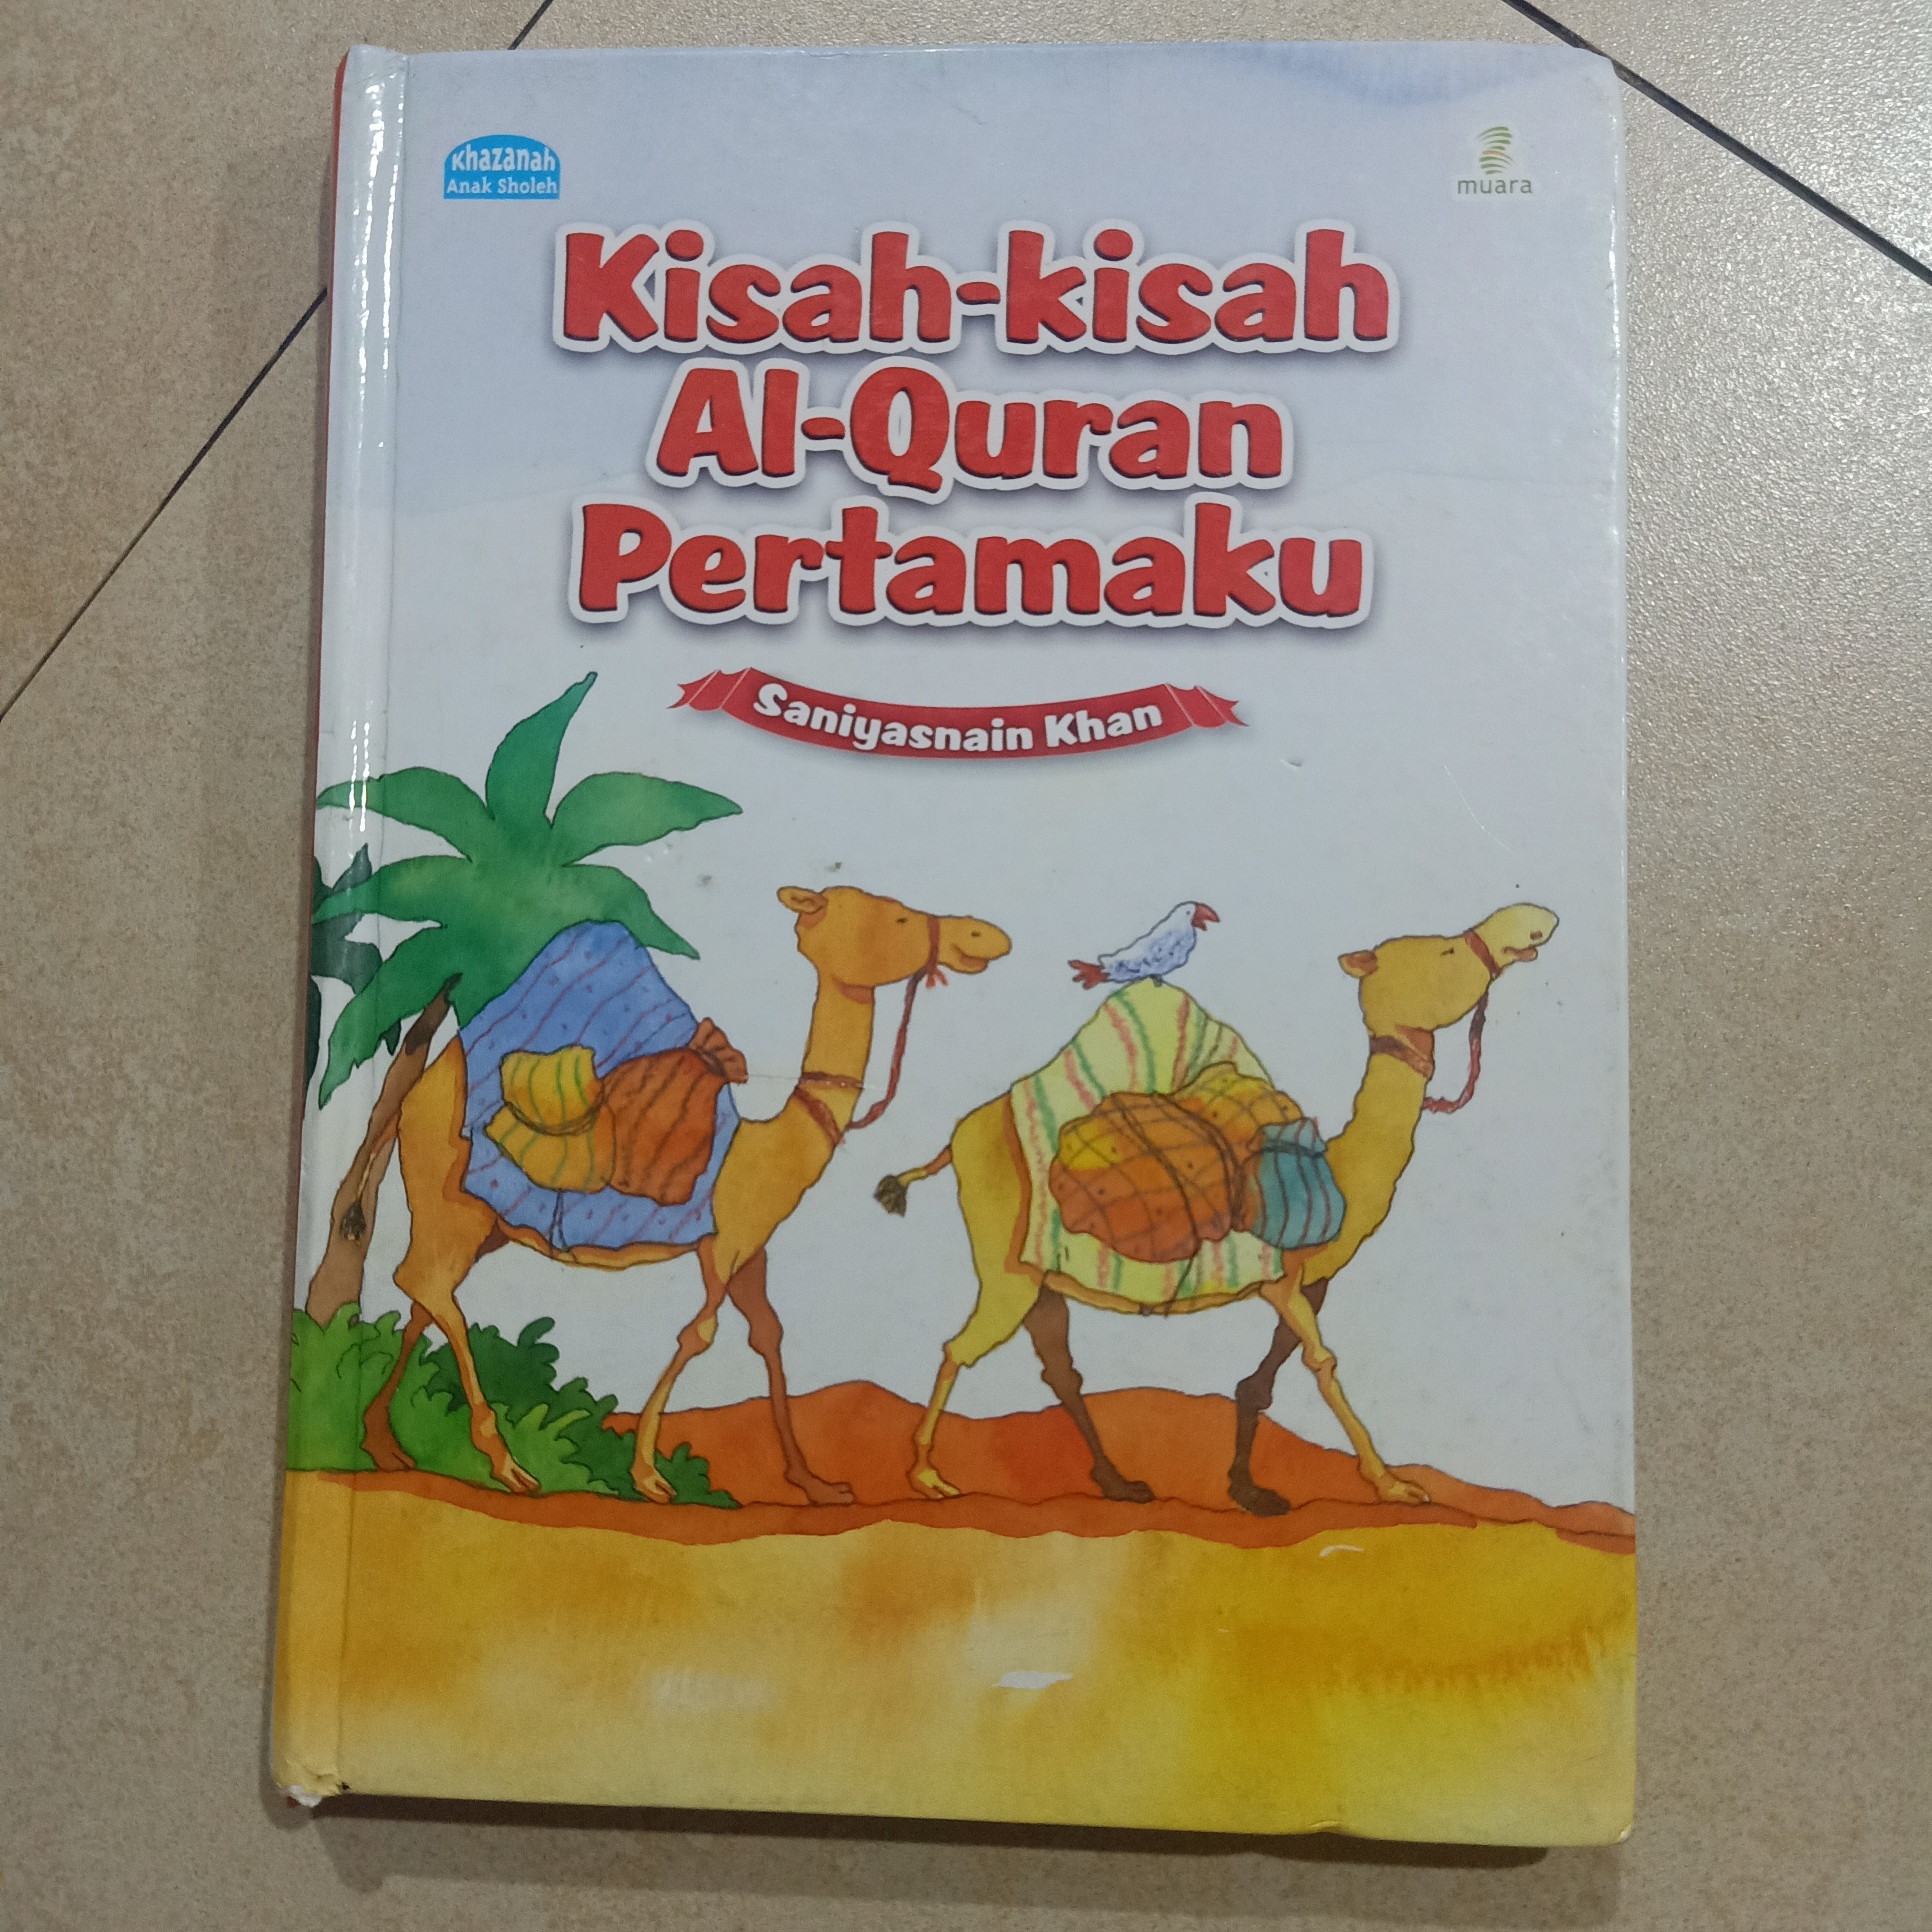 Khazanah
Anak Sholeh
muara
Kisah-kisah
Al-Quran
Pertamaku
Saniyasnain Khan